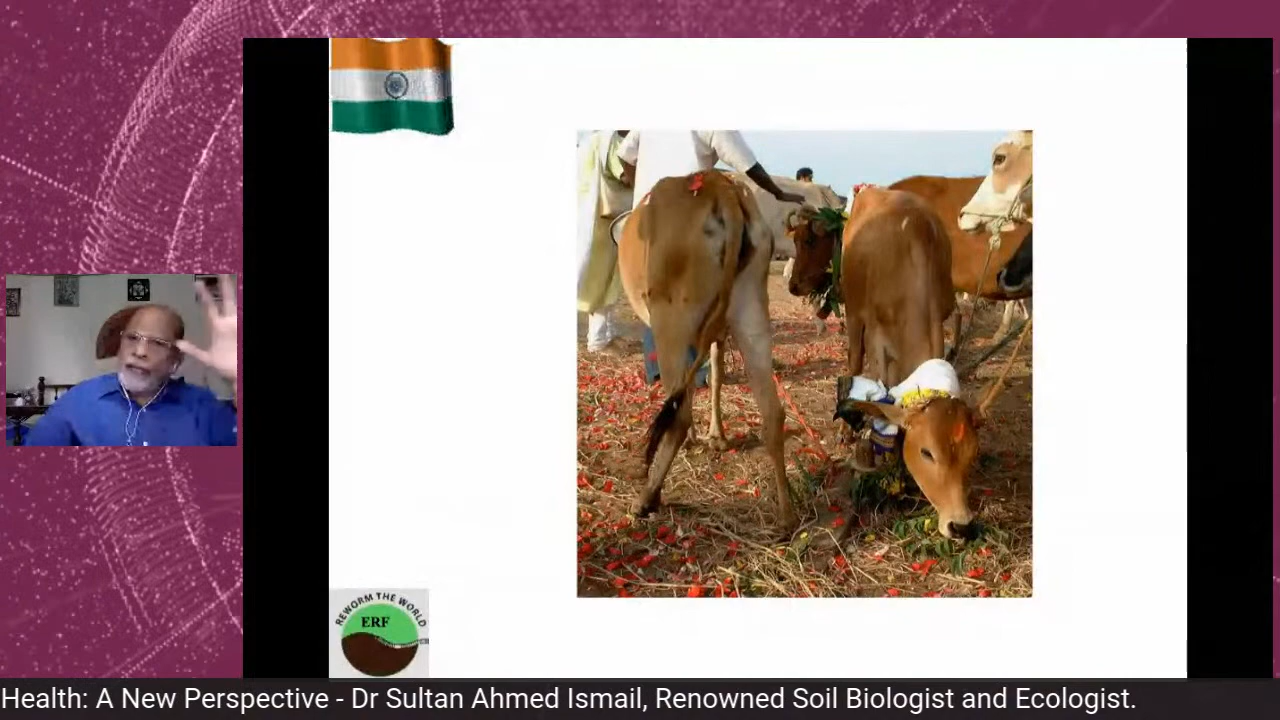 REWORM THE WORLD
ERF
Health: A New Perspective - Dr Sultan Ahmed Ismail, Renowned Soil Biologist and Ecologist.